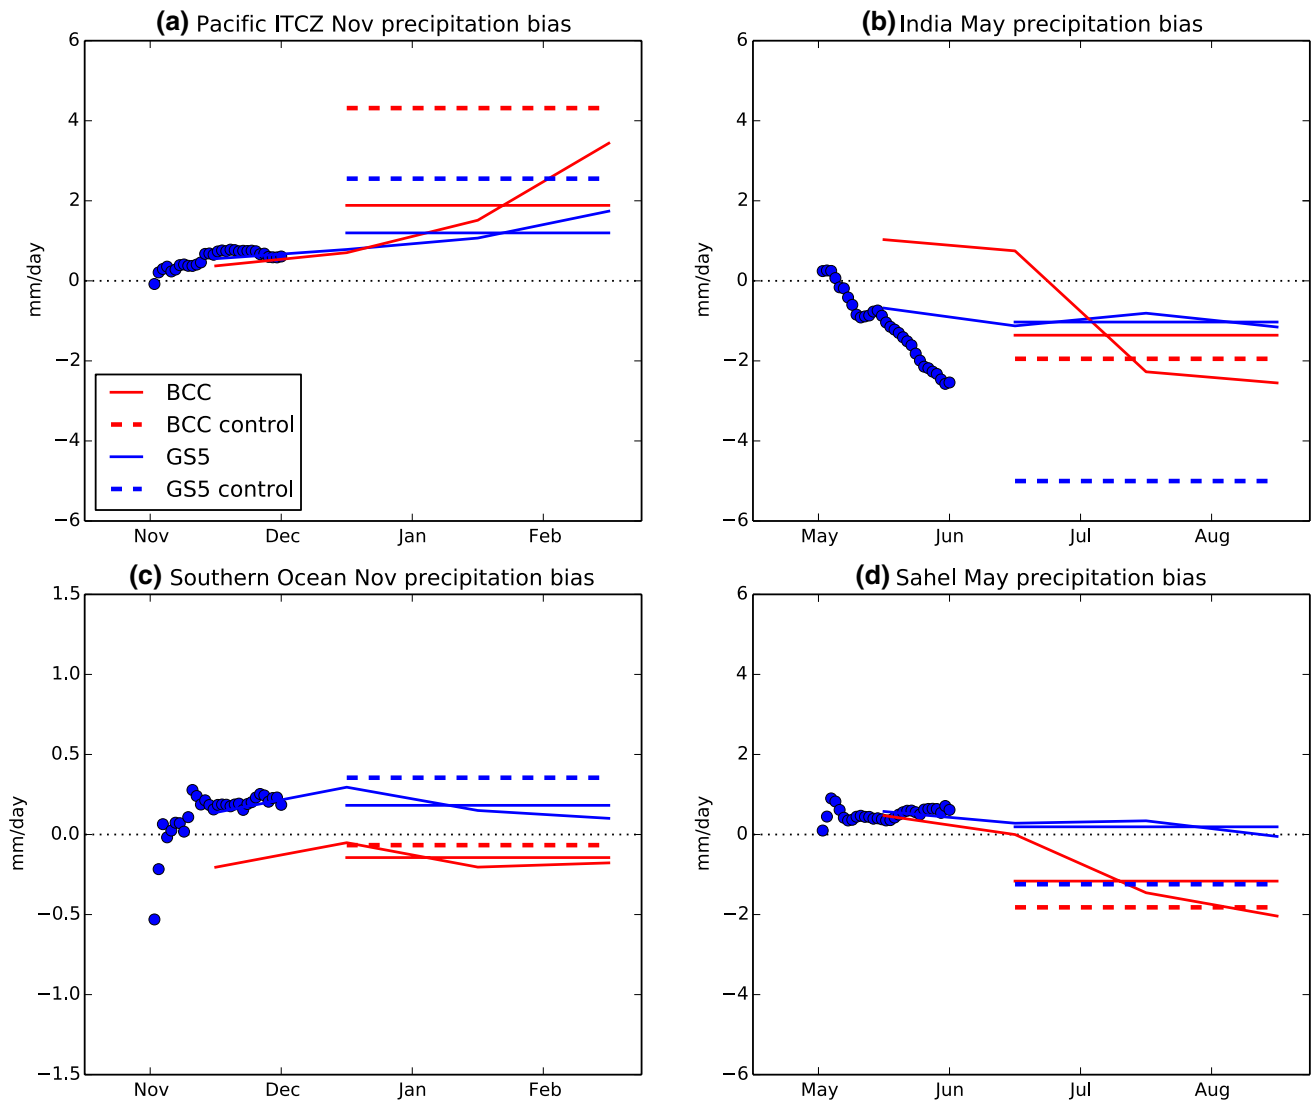 (a) Pacific ITCZ Nov precipitation bias
6
4
2
0
−2
−4
−6
mm/day
BCC
BCC control
GS5
GS5 control
Nov Dec Jan Feb
(b) India May precipitation bias
6
4
2
0
−2
−4
−6
mm/day
May Jun Jul Aug
(c) Southern Ocean Nov precipitation bias
1.5
1.0
0.5
0.0
−0.5
−1.0
−1.5
mm/day
Nov Dec Jan Feb
(d) Sahel May precipitation bias
6
4
2
0
−2
−4
−6
mm/day
May Jun Jul Aug